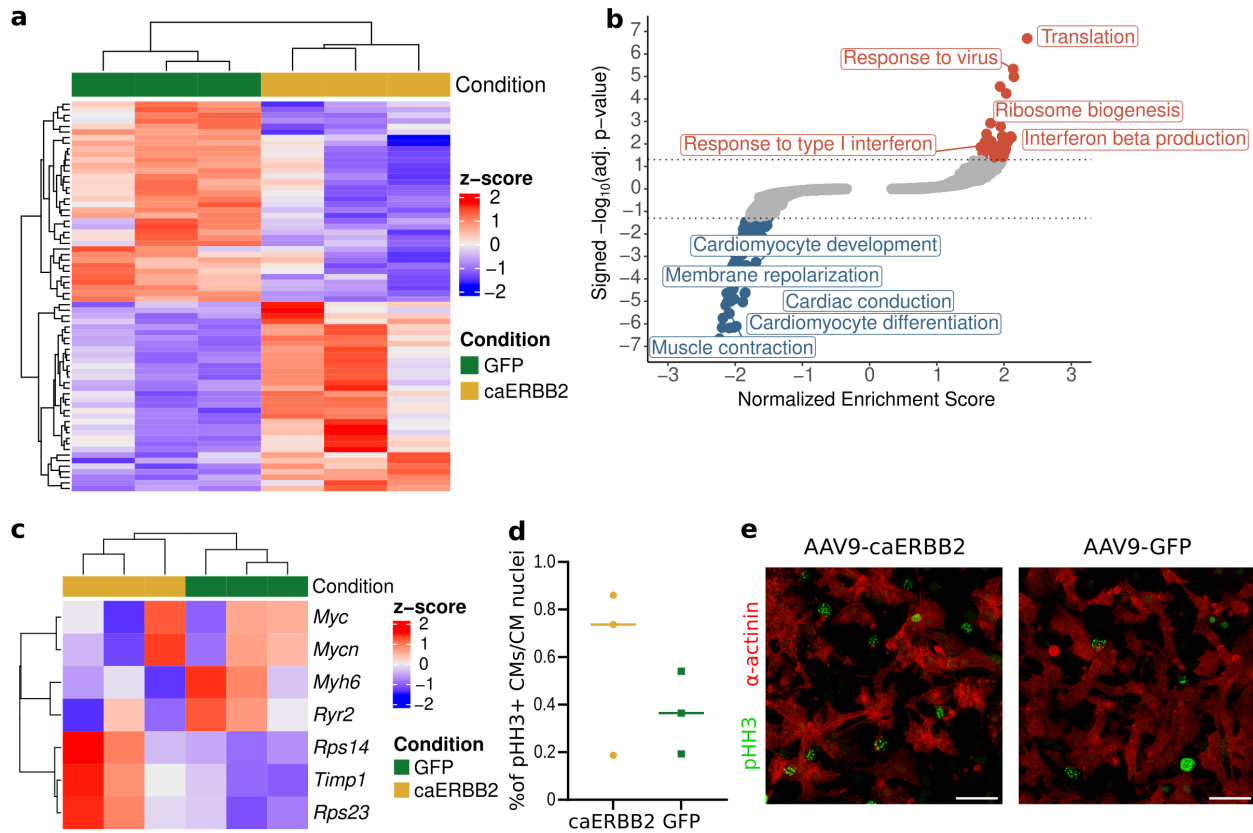 a
Condition
z−score
2
1
0
−1
−2
Condition
GFP
caERBB2
b
Signed −log10(adj. p−value)
7
6
5
4
3
2
1
0
−1
−2
−3
−4
−5
−6
−7
Translation
Response to virus
Ribosome biogenesis
Response to type I interferon
Interferon beta production
Cardiomyocyte development
Membrane repolarization
Cardiac conduction
Cardiomyocyte differentiation
Muscle contraction
−3
−2
−1
0
1
2
3
Normalized Enrichment Score
c
Condition
Myc
Mycn
Myh6
Ryr2
Rps14
Timp1
Rps23
z−score
2
1
0
−1
−2
Condition
GFP
caERBB2
d
%of pHH3+ CMs/CM nuclei
1.0
0.8
0.6
0.4
0.2
0
caERBB2 GFP
e
AAV9-caERBB2
AAV9-GFP
pHH3 α-actinin